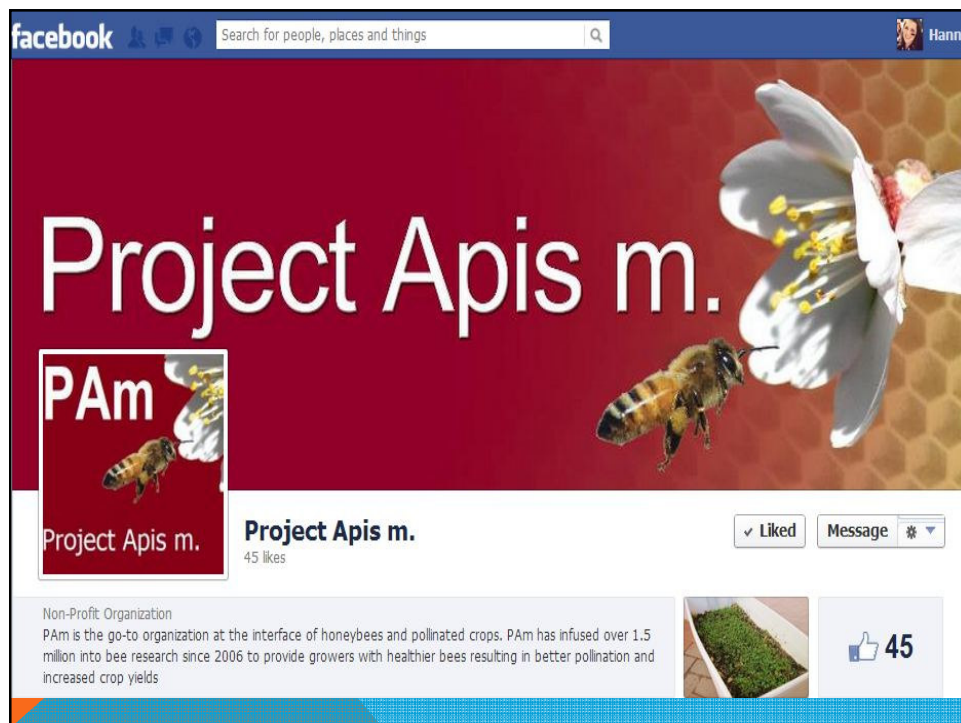 facebook
Search for people, places and things
Hann
Project Apis m.
PAm
Project Apis m.
Project Apis m.
45 likes
Liked
Message
Non-Profit Organization
PAm is the go-to organization at the interface of honeybees and pollinated crops. PAm has infused over 1.5
million into bee research since 2006 to provide growers with healthier bees resulting in better pollination and
increased crop yields
45